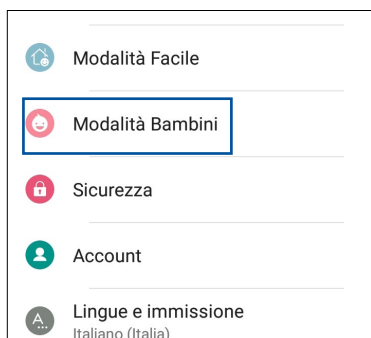 Modalità Facile
Modalità Bambini
Sicurezza
Account
A...
Lingue e immissione
Italiano (Italia)